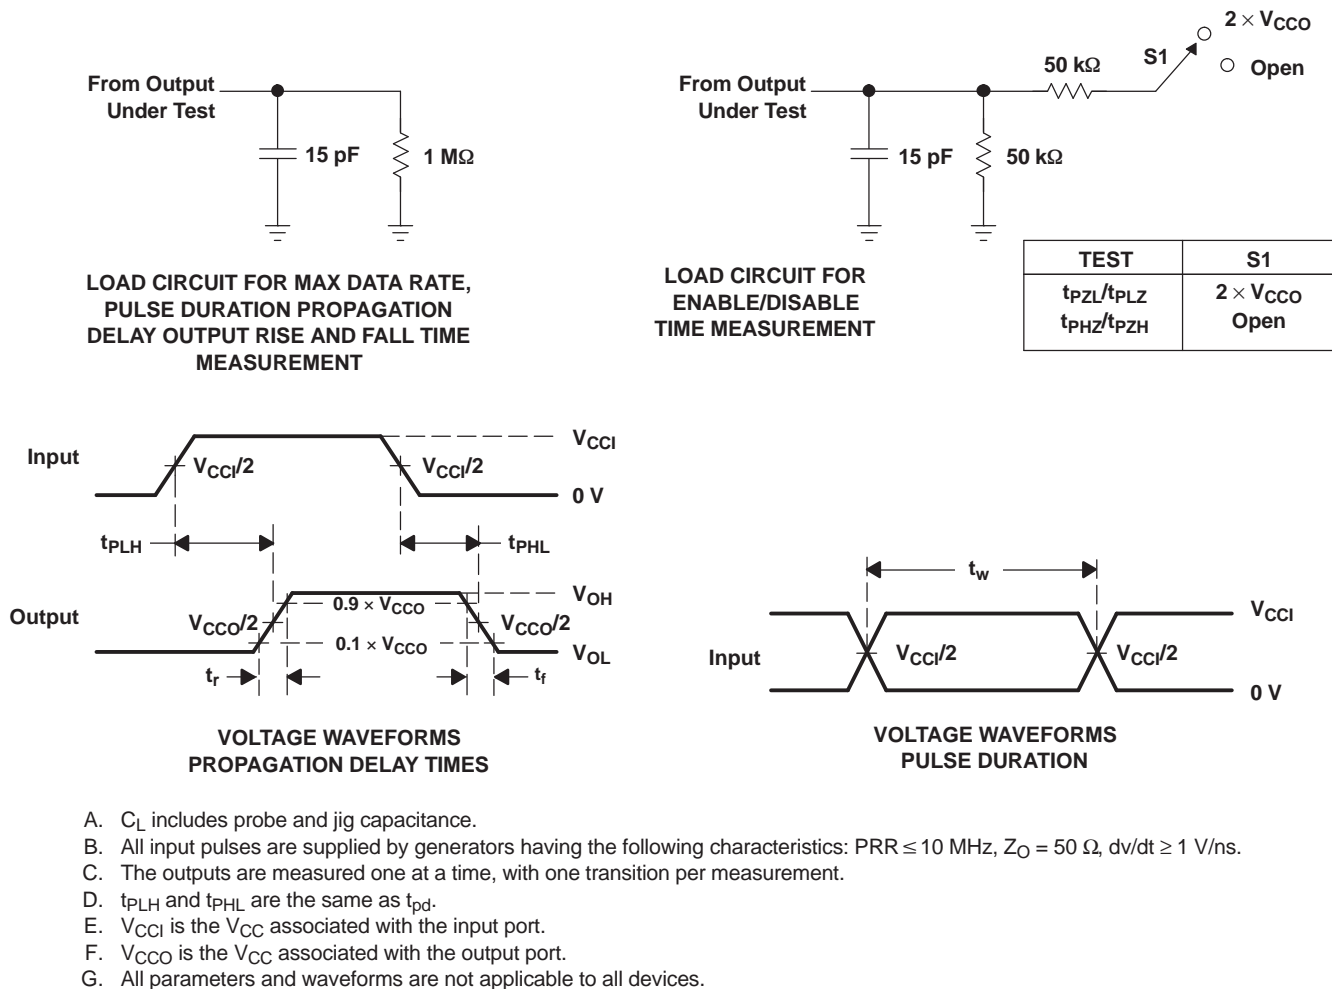 From Output
Under Test
15 pF
1 MΩ
LOAD CIRCUIT FOR MAX DATA RATE,
PULSE DURATION PROPAGATION
DELAY OUTPUT RISE AND FALL TIME
MEASUREMENT
From Output
Under Test
15 pF
50 kΩ
50 kΩ
S1
2 × VCCO
Open
LOAD CIRCUIT FOR
ENABLE/DISABLE
TIME MEASUREMENT
TEST S1
tPZL/tPLZ 2 × VCCO
tPHZ/tPZH Open
Input
VCCI/2
VCCI/2
VCCI
0 V
tPLH
tPHL
Output
VCCO/2
0.9 × VCCO
0.1 × VCCO
VCCO/2
VOH
VOL
tr
tf
VOLTAGE WAVEFORMS
PROPAGATION DELAY TIMES
tw
Input
VCCI/2
VCCI/2
VCCI
0 V
VOLTAGE WAVEFORMS
PULSE DURATION
A. CL includes probe and jig capacitance.
B. All input pulses are supplied by generators having the following characteristics: PRR ≤ 10 MHz, ZO = 50 Ω, dv/dt ≥ 1 V/ns.
C. The outputs are measured one at a time, with one transition per measurement.
D. tPLH and tPHL are the same as tpd.
E. VCCI is the VCC associated with the input port.
F. VCCO is the VCC associated with the output port.
G. All parameters and waveforms are not applicable to all devices.